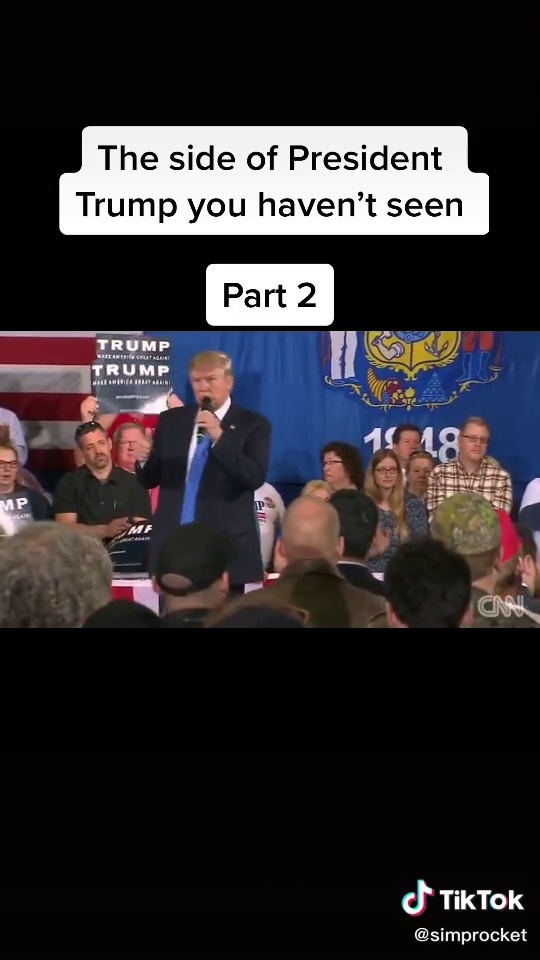 The side of President
Trump you haven't seen
Part 2
TRUMP
MAKE AMERICA GREAT AGAIN!
TRUMP
MAKE AMERICA GREAT AGAIN!
1848
MP
CNN
TikTok
@simprocket